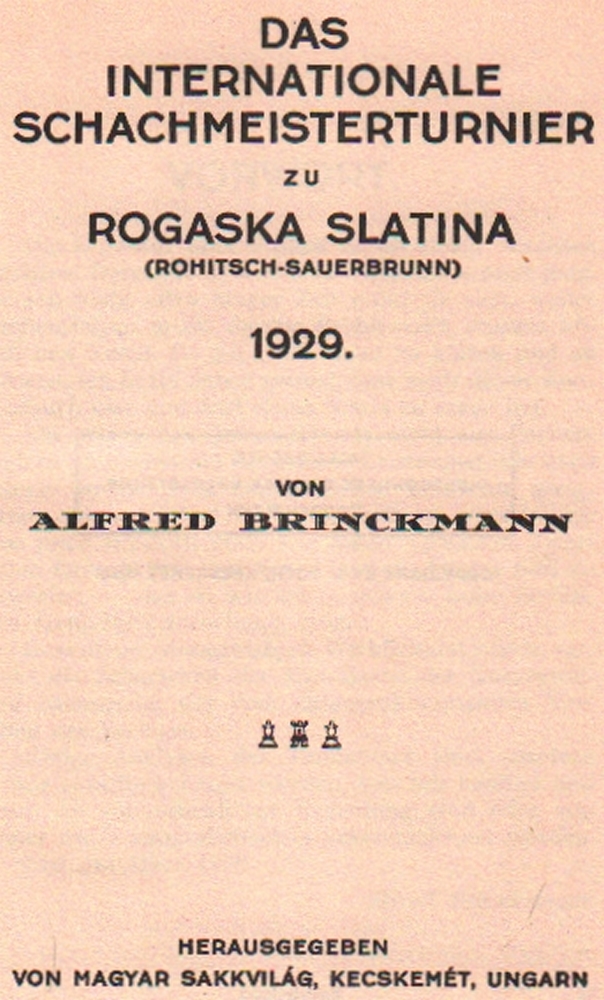 DAS
INTERNATIONALE
SCHACHMEISTERTURNIER
ZU
ROGASKA SLATINA
(ROHITSCH-SAUERBRUNN)
1929.
VON
ALFRED BRINCKMANN
HERAUSGEGEBEN
VON MAGYAR SAKKVILÁG, KECSKEMÉT, UNGARN